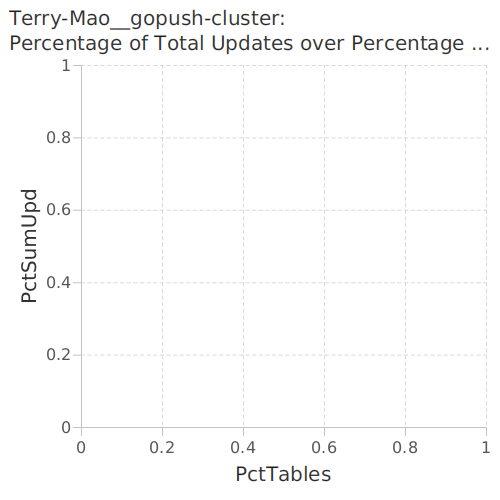 Terry-Mao__gopush-cluster:
Percentage of Total Updates over Percentage ...
1
0.8
0.6
0.4
0.2
0
PctSumUpd
0 0.2 0.4 0.6 0.8 1
PctTables